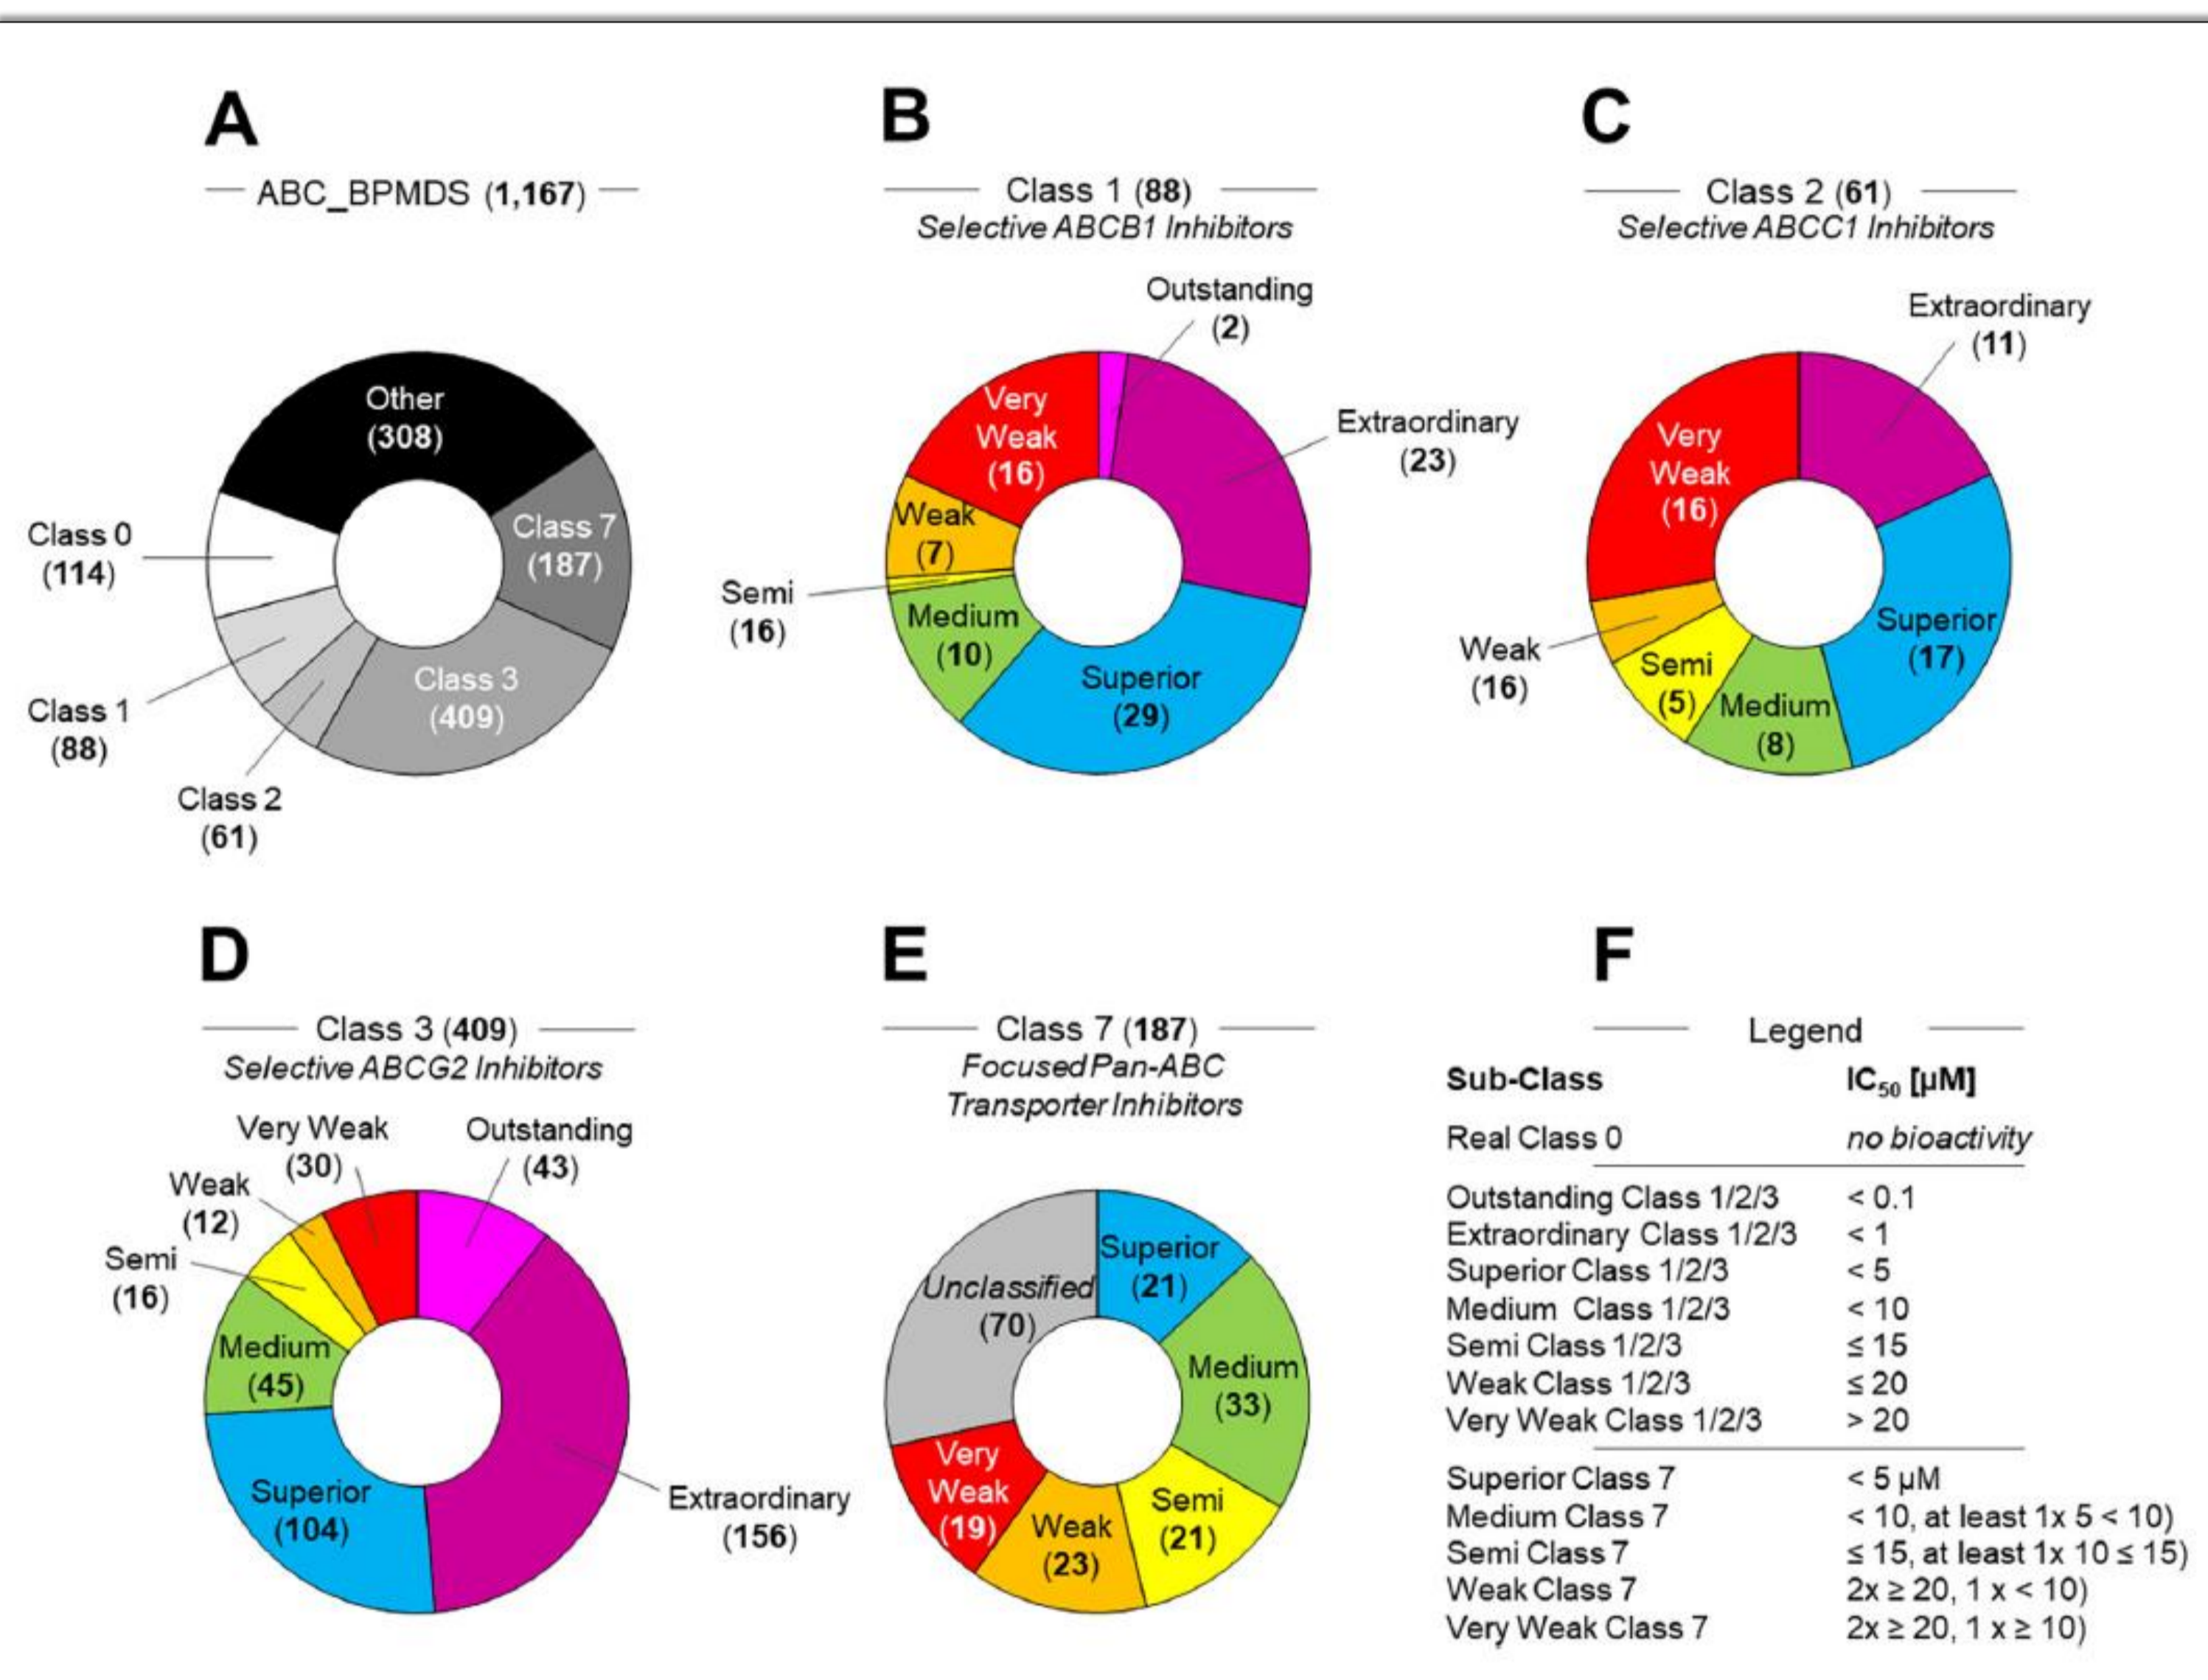 A
ABC_BPMDS (1,167)
Other
(308)
Class 7
(187)
Class 3
(409)
Class 2
(61)
Class 1
(88)
Class 0
(114)
B
Class 1 (88)
Selective ABCB1 Inhibitors
Outstanding
(2)
Extraordinary
(23)
Superior
(29)
Medium
(10)
Semi
(16)
Weak
(7)
Very
Weak
(16)
C
Class 2 (61)
Selective ABCC1 Inhibitors
Extraordinary
(11)
Superior
(17)
Medium
(8)
Semi
(5)
Weak
(16)
Very
Weak
(16)
D
Class 3 (409)
Selective ABCG2 Inhibitors
Outstanding
(43)
Extraordinary
(156)
Superior
(104)
Medium
(45)
Semi
(16)
Weak
(12)
Very Weak
(30)
E
Class 7 (187)
Focused Pan-ABC
Transporter Inhibitors
Superior
(21)
Medium
(33)
Semi
(21)
Weak
(23)
Very
Weak
(19)
Unclassified
(70)
F
Legend
Sub-Class IC₅₀ [µM]
Real Class 0 no bioactivity
Outstanding Class 1/2/3 < 0.1
Extraordinary Class 1/2/3 < 1
Superior Class 1/2/3 < 5
Medium Class 1/2/3 < 10
Semi Class 1/2/3 ≤ 15
Weak Class 1/2/3 ≤ 20
Very Weak Class 1/2/3 > 20
Superior Class 7 < 5 µM
Medium Class 7 < 10, at least 1x 5 < 10)
Semi Class 7 ≤ 15, at least 1x 10 ≤ 15)
Weak Class 7 2x ≥ 20, 1 x < 10)
Very Weak Class 7 2x ≥ 20, 1 x ≥ 10)